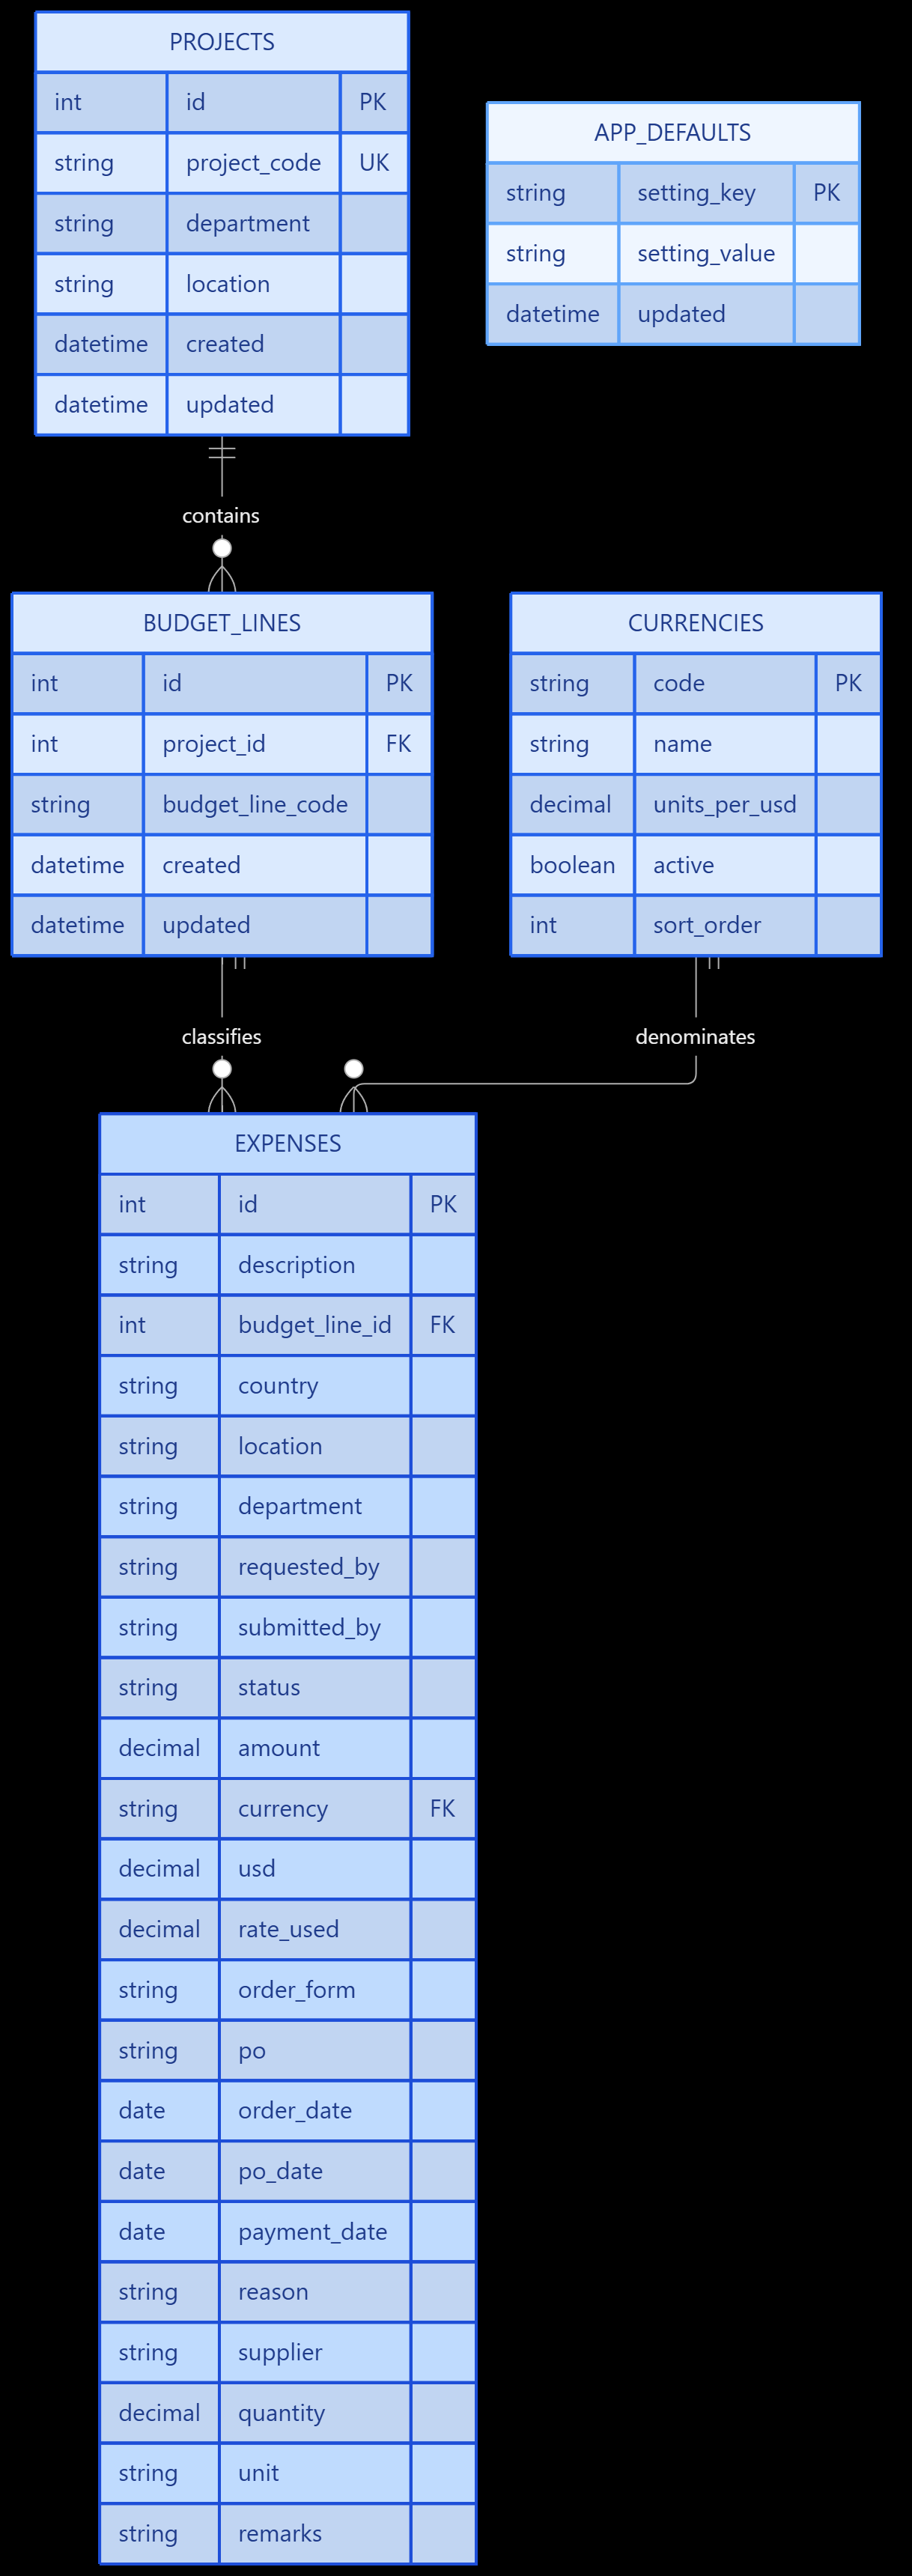 PROJECTS
int id PK
string project_code UK
string department
string location
datetime created
datetime updated
APP_DEFAULTS
string setting_key PK
string setting_value
datetime updated
contains
BUDGET_LINES
int id PK
int project_id FK
string budget_line_code
datetime created
datetime updated
CURRENCIES
string code PK
string name
decimal units_per_usd
boolean active
int sort_order
classifies
denominates
EXPENSES
int id PK
string description
int budget_line_id FK
string country
string location
string department
string requested_by
string submitted_by
string status
decimal amount
string currency FK
decimal usd
decimal rate_used
string order_form
string po
date order_date
date po_date
date payment_date
string reason
string supplier
decimal quantity
string unit
string remarks